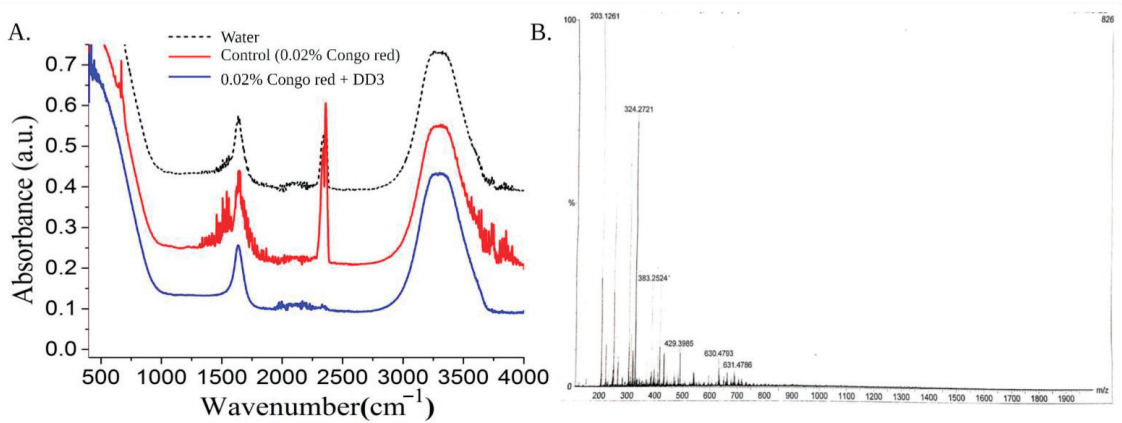 A.
Water
Control (0.02% Congo red)
0.02% Congo red + DD3
Absorbance (a.u.)
0.7
0.6
0.5
0.4
0.3
0.2
0.1
0.0
500 1000 1500 2000 2500 3000 3500 4000
Wavenumber(cm⁻¹)
B.
826
100
203.1261
324.2721
%
383.2524
429.3985
630.4793
631.4786
0
200 300 400 500 600 700 800 900 1000 1100 1200 1300 1400 1500 1600 1700 1800 1900
m/z